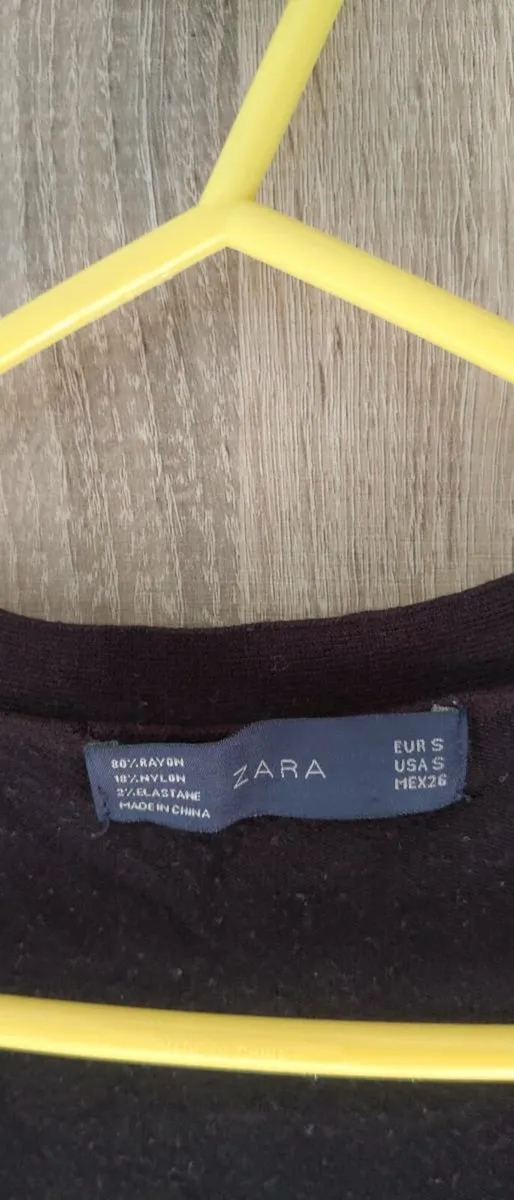 80% RAYON
18% NYLON
2% ELASTANE
MADE IN CHINA
ZARA
EUR S
USA S
MEX 26